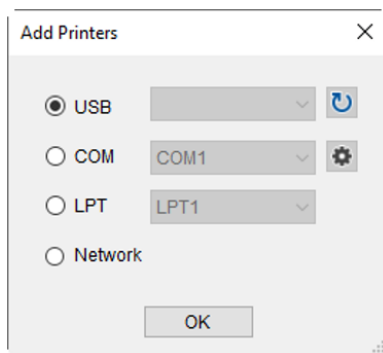 Add Printers
USB
COM COM1
LPT LPT1
Network
OK